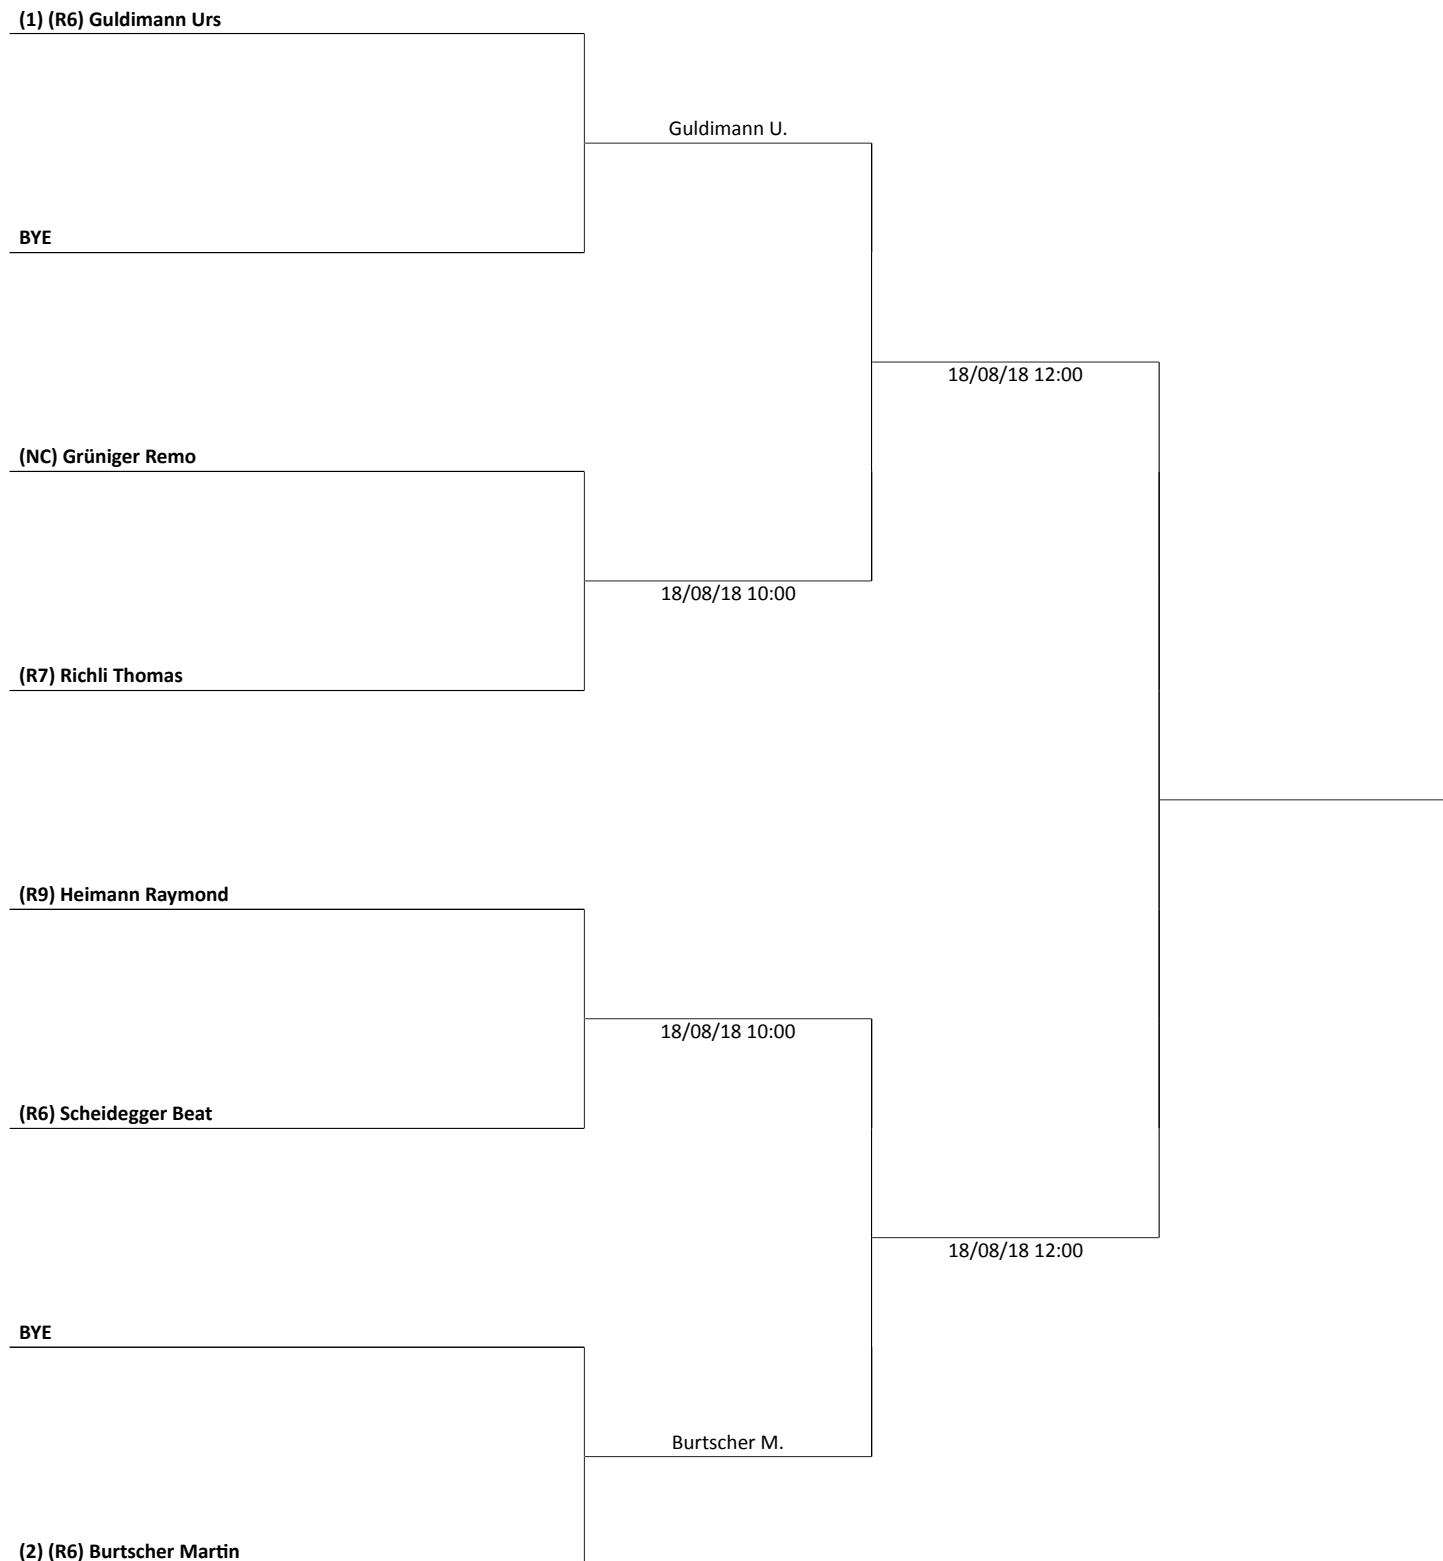 (1) (R6) Guldimann Urs
Guldimann U.
BYE
18/08/18 12:00
(NC) Grüniger Remo
18/08/18 10:00
(R7) Richli Thomas
(R9) Heimann Raymond
18/08/18 10:00
(R6) Scheidegger Beat
18/08/18 12:00
BYE
Burtscher M.
(2) (R6) Burtscher Martin